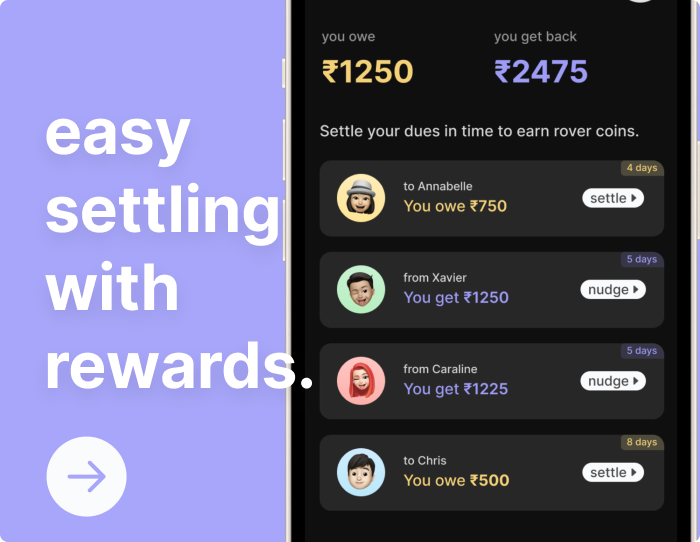 easy
settling
with
rewards.
you owe
₹1250
you get back
₹2475
Settle your dues in time to earn rover coins.
4 days
to Annabelle
You owe ₹750
settle
5 days
from Xavier
You get ₹1250
nudge
5 days
from Caraline
You get ₹1225
nudge
8 days
to Chris
You owe ₹500
settle